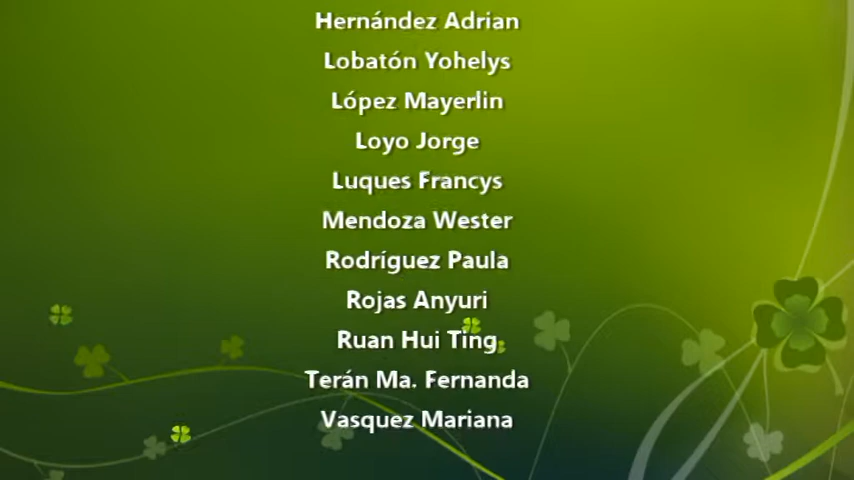 Hernández Adrian
Lobatón Yohelys
López Mayerlin
Loyo Jorge
Luques Francys
Mendoza Wester
Rodríguez Paula
Rojas Anyuri
Ruan Hui Ting
Terán Ma. Fernanda
Vasquez Mariana